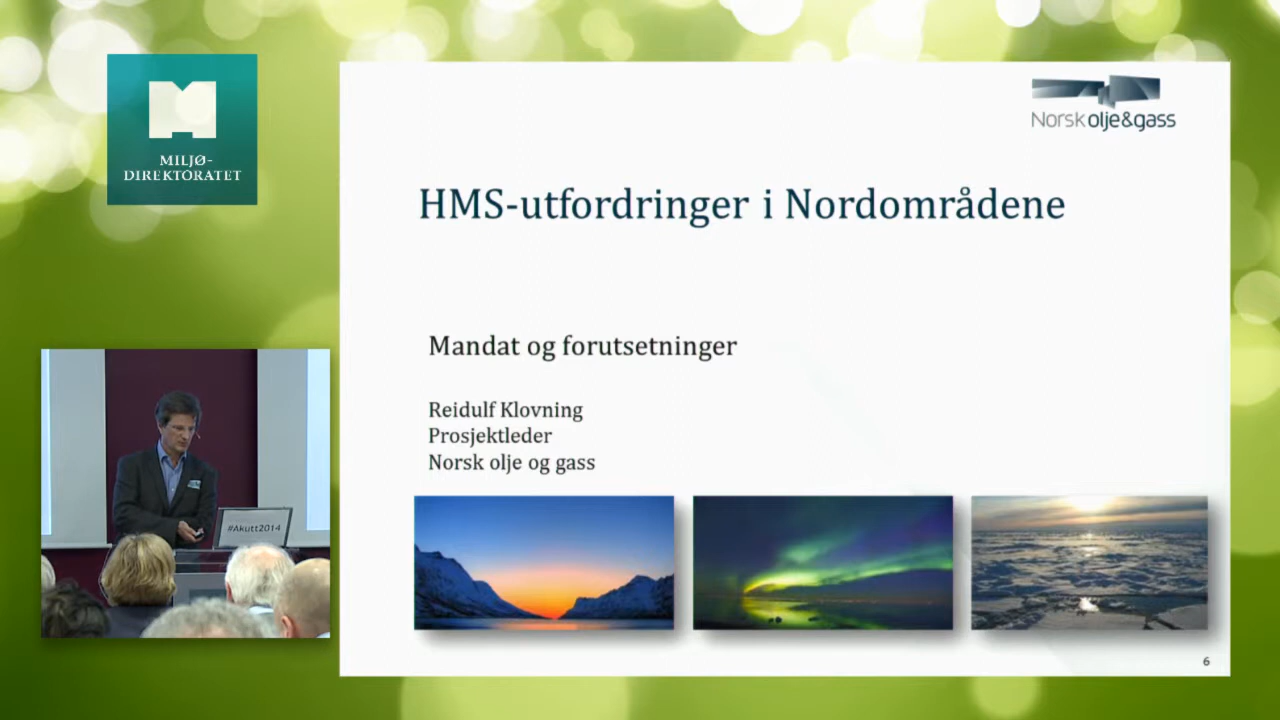 MILJØ-
DIREKTORATET
Norsk olje&gass
HMS-utfordringer i Nordområdene
Mandat og forutsetninger
Reidulf Klovning
Prosjektleder
Norsk olje og gass
#Akutt2014
6